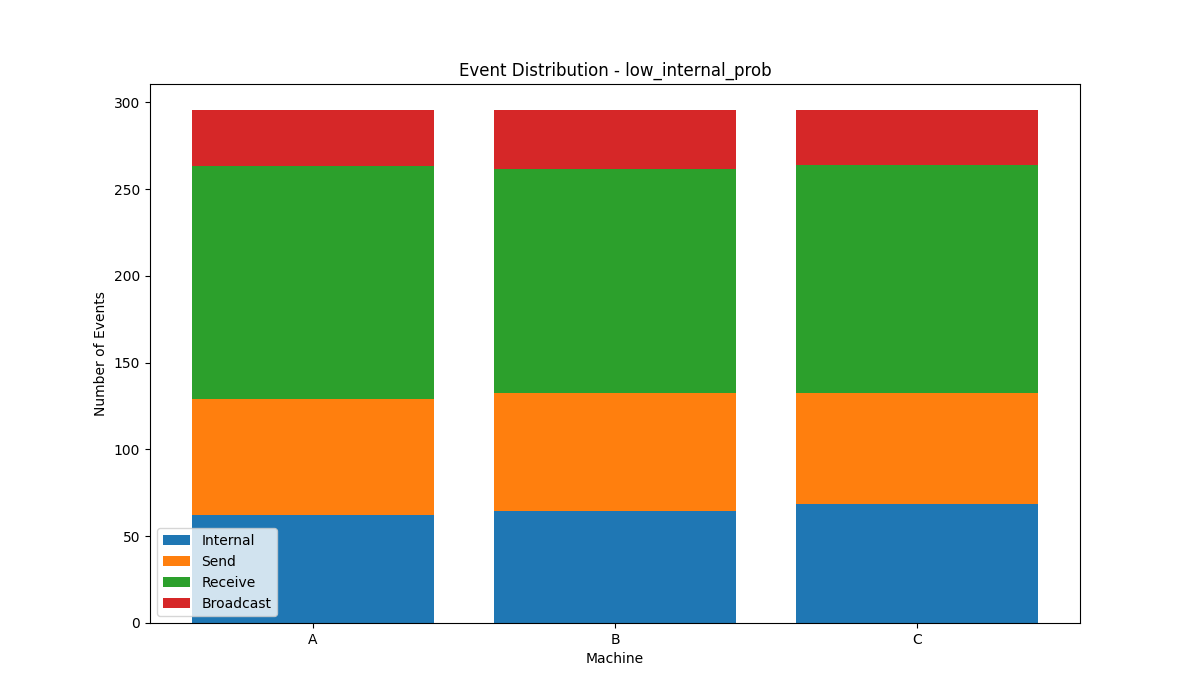 Event Distribution - low_internal_prob
Number of Events
300
250
200
150
100
50
0
Internal
Send
Receive
Broadcast
A B C
Machine